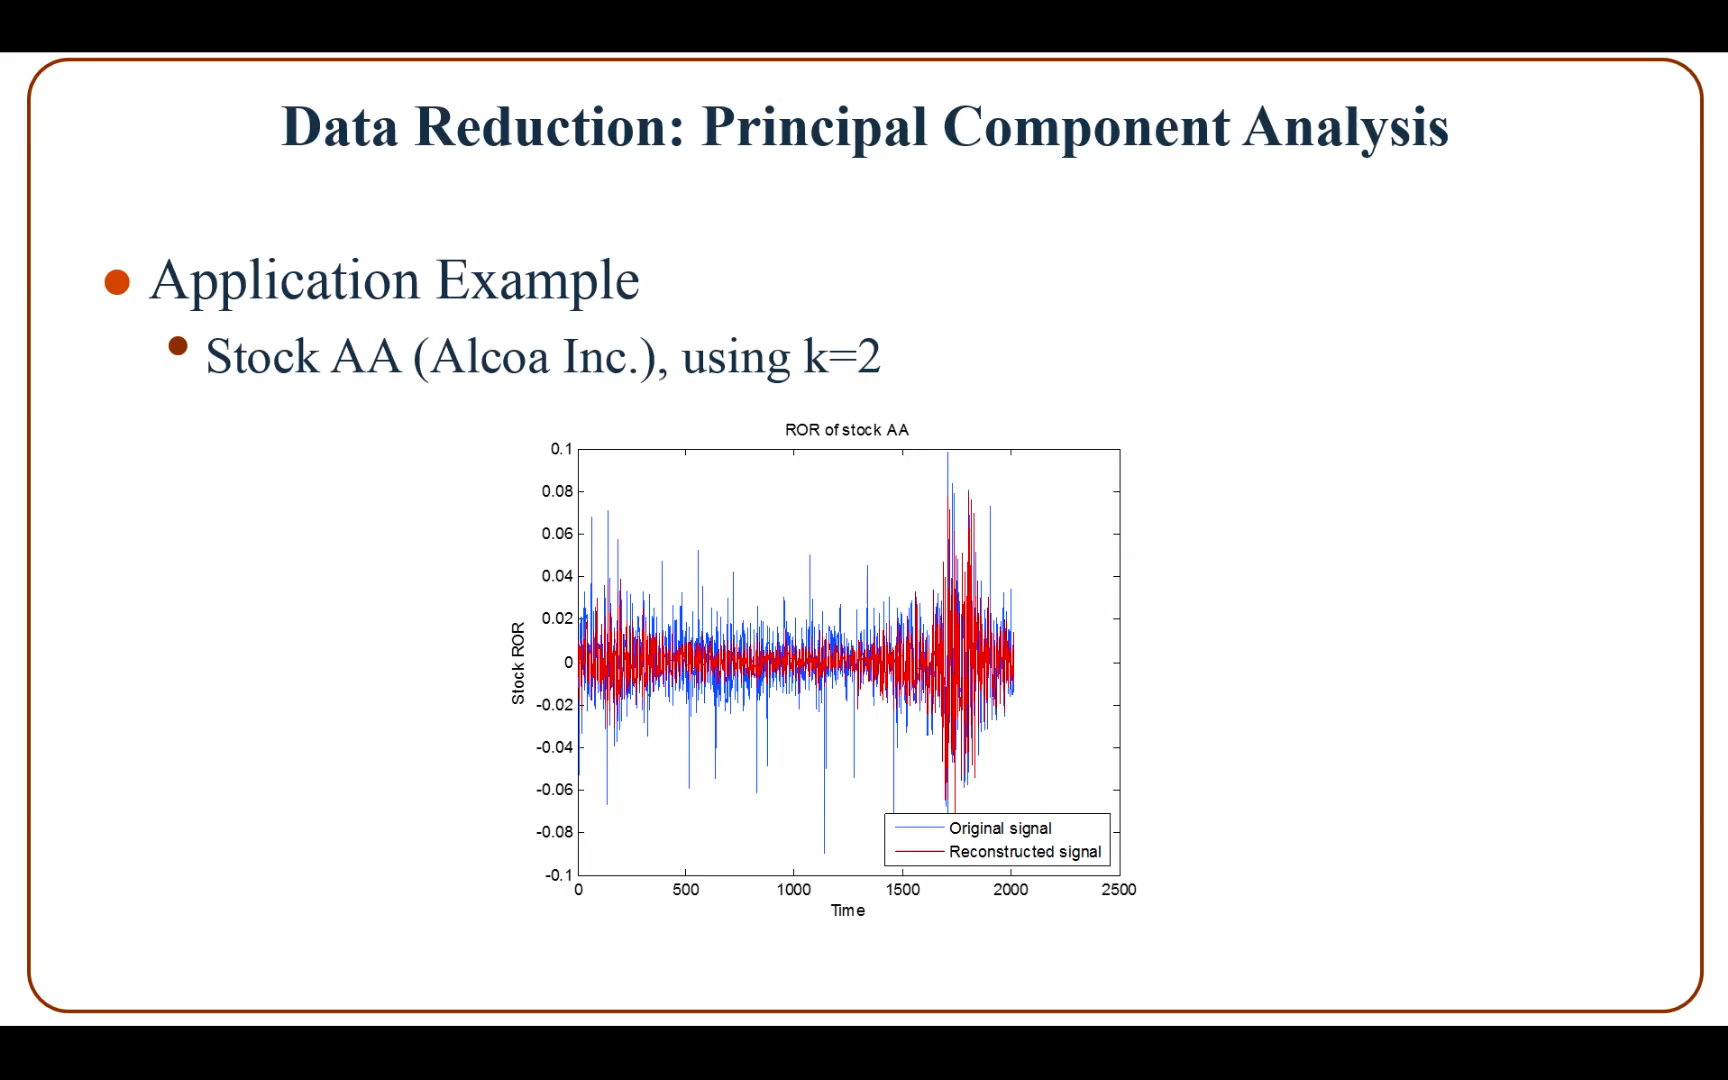 Data Reduction: Principal Component Analysis
Application Example
Stock AA (Alcoa Inc.), using k=2
ROR of stock AA
0.1
0.08
0.06
0.04
0.02
0
-0.02
-0.04
-0.06
-0.08
-0.1
Stock ROR
Original signal
Reconstructed signal
0 500 1000 1500 2000 2500
Time